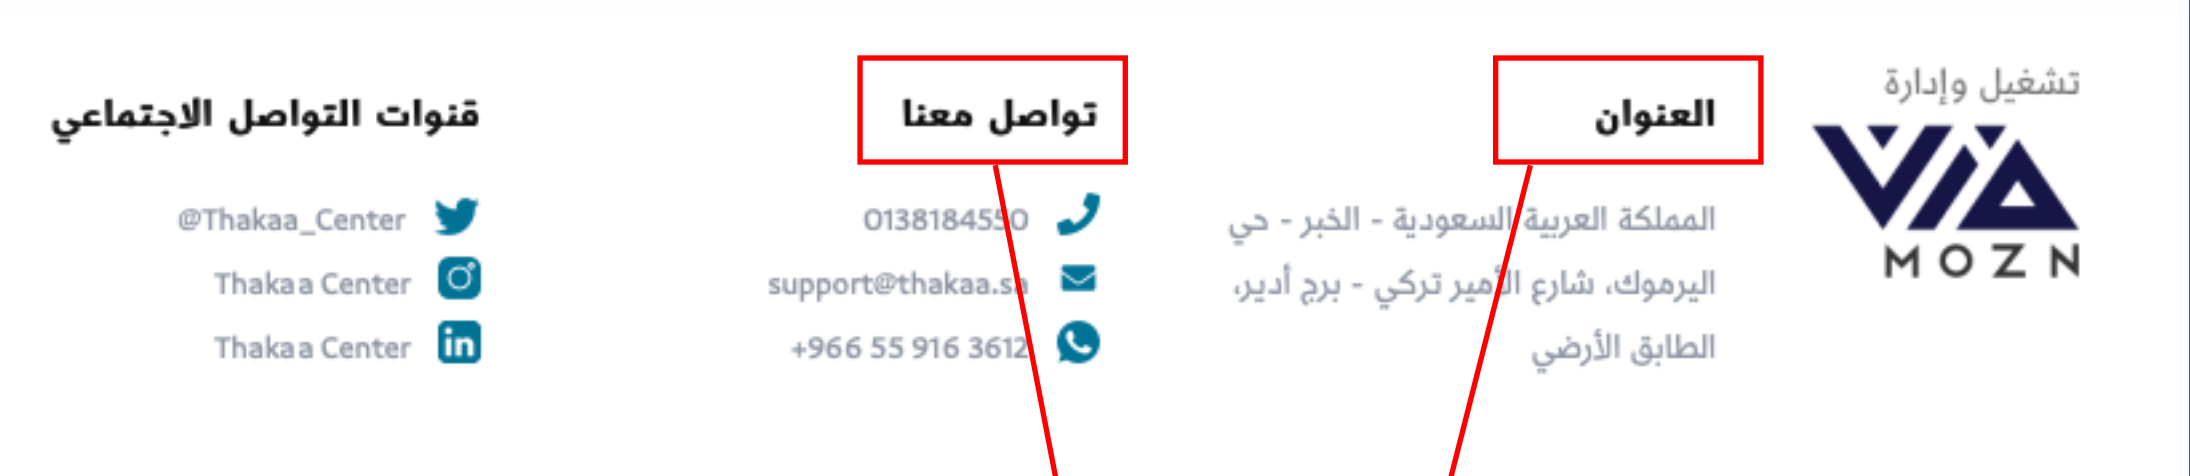 تشغيل وإدارة
MOZN
العنوان
المملكة العربية السعودية - الخبر - حي
اليرموك، شارع الأمير تركي - برج أدير،
الطابق الأرضي
تواصل معنا
0138184550
support@thakaa.sa
+966 55 916 3612
قنوات التواصل الاجتماعي
@Thakaa_Center
Thakaa Center
Thakaa Center